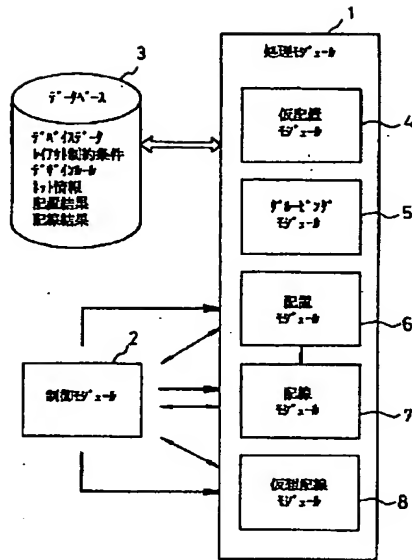 1
処理モジュール
3
データベース
デバイスデータ
レイアウト制約条件
デザインルール
ネット情報
配置結果
配線結果
仮配置
モジュール
4
グルーピング
モジュール
5
配置
モジュール
6
2
制御モジュール
配線
モジュール
7
仮想配線
モジュール
8